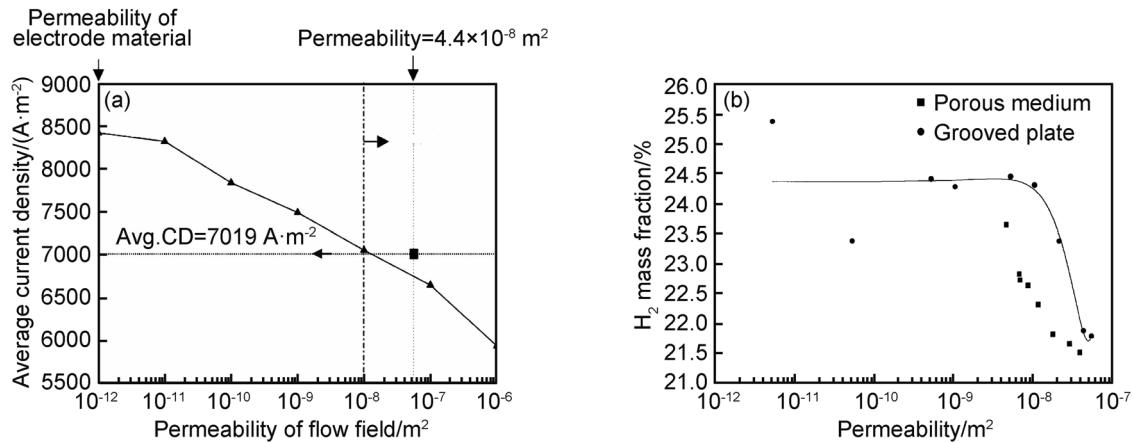 Permeability of
electrode material
Permeability=4.4×10⁻⁸ m²
(a)
Avg.CD=7019 A·m⁻²
Average current density/(A·m⁻²)
9000
8500
8000
7500
7000
6500
6000
5500
10⁻¹² 10⁻¹¹ 10⁻¹⁰ 10⁻⁹ 10⁻⁸ 10⁻⁷ 10⁻⁶
Permeability of flow field/m²
(b)
Porous medium
Grooved plate
H₂ mass fraction/%
26.0
25.5
25.0
24.5
24.0
23.5
22.0
22.5
22.0
21.5
21.0
10⁻¹² 10⁻¹¹ 10⁻¹⁰ 10⁻⁹ 10⁻⁸ 10⁻⁷
Permeability/m²